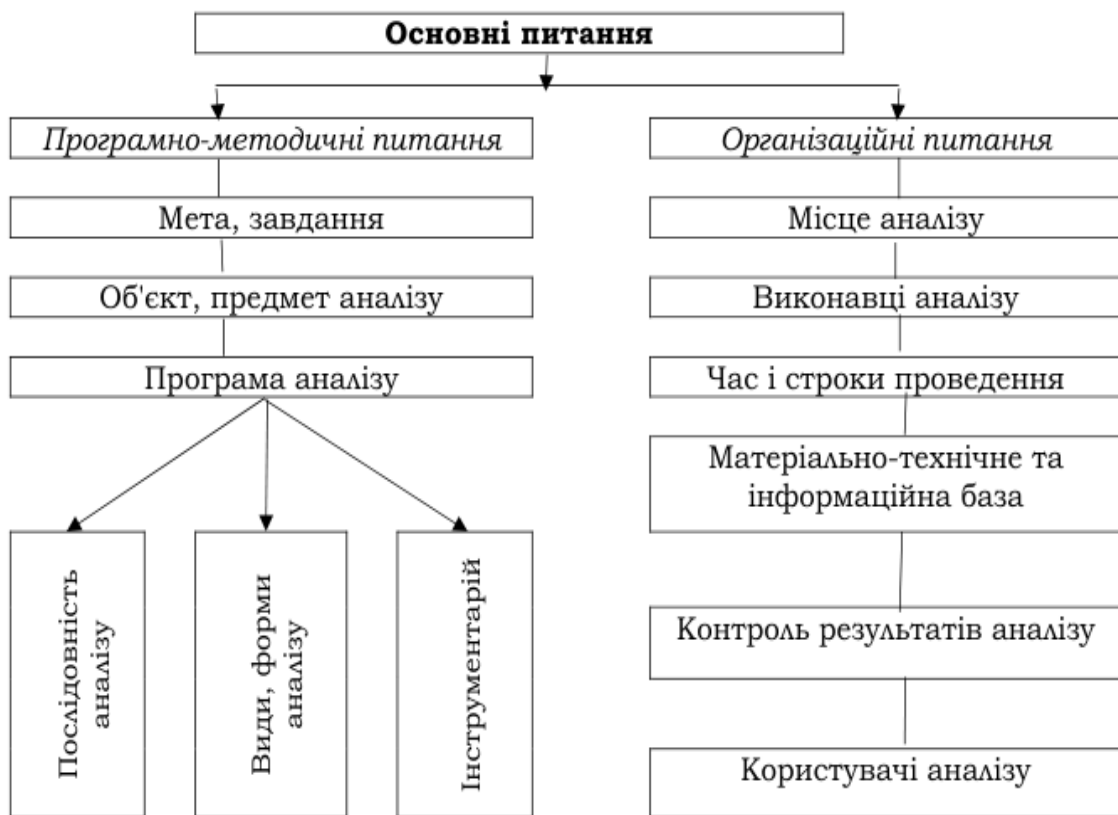 Основні питання
Програмно-методичні питання
Мета, завдання
Об'єкт, предмет аналізу
Програма аналізу
Послідовність
аналізу
Види, форми
аналізу
Інструментарій
Організаційні питання
Місце аналізу
Виконавці аналізу
Час і строки проведення
Матеріально-технічне та
інформаційна база
Контроль результатів аналізу
Користувачі аналізу